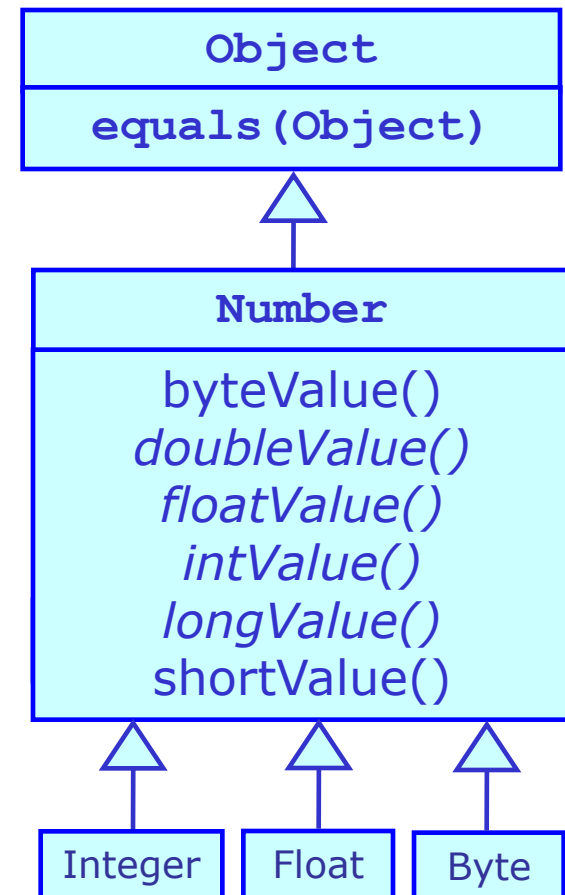 Object
equals(Object)
Number
byteValue()
doubleValue()
floatValue()
intValue()
longValue()
shortValue()
Integer Float Byte